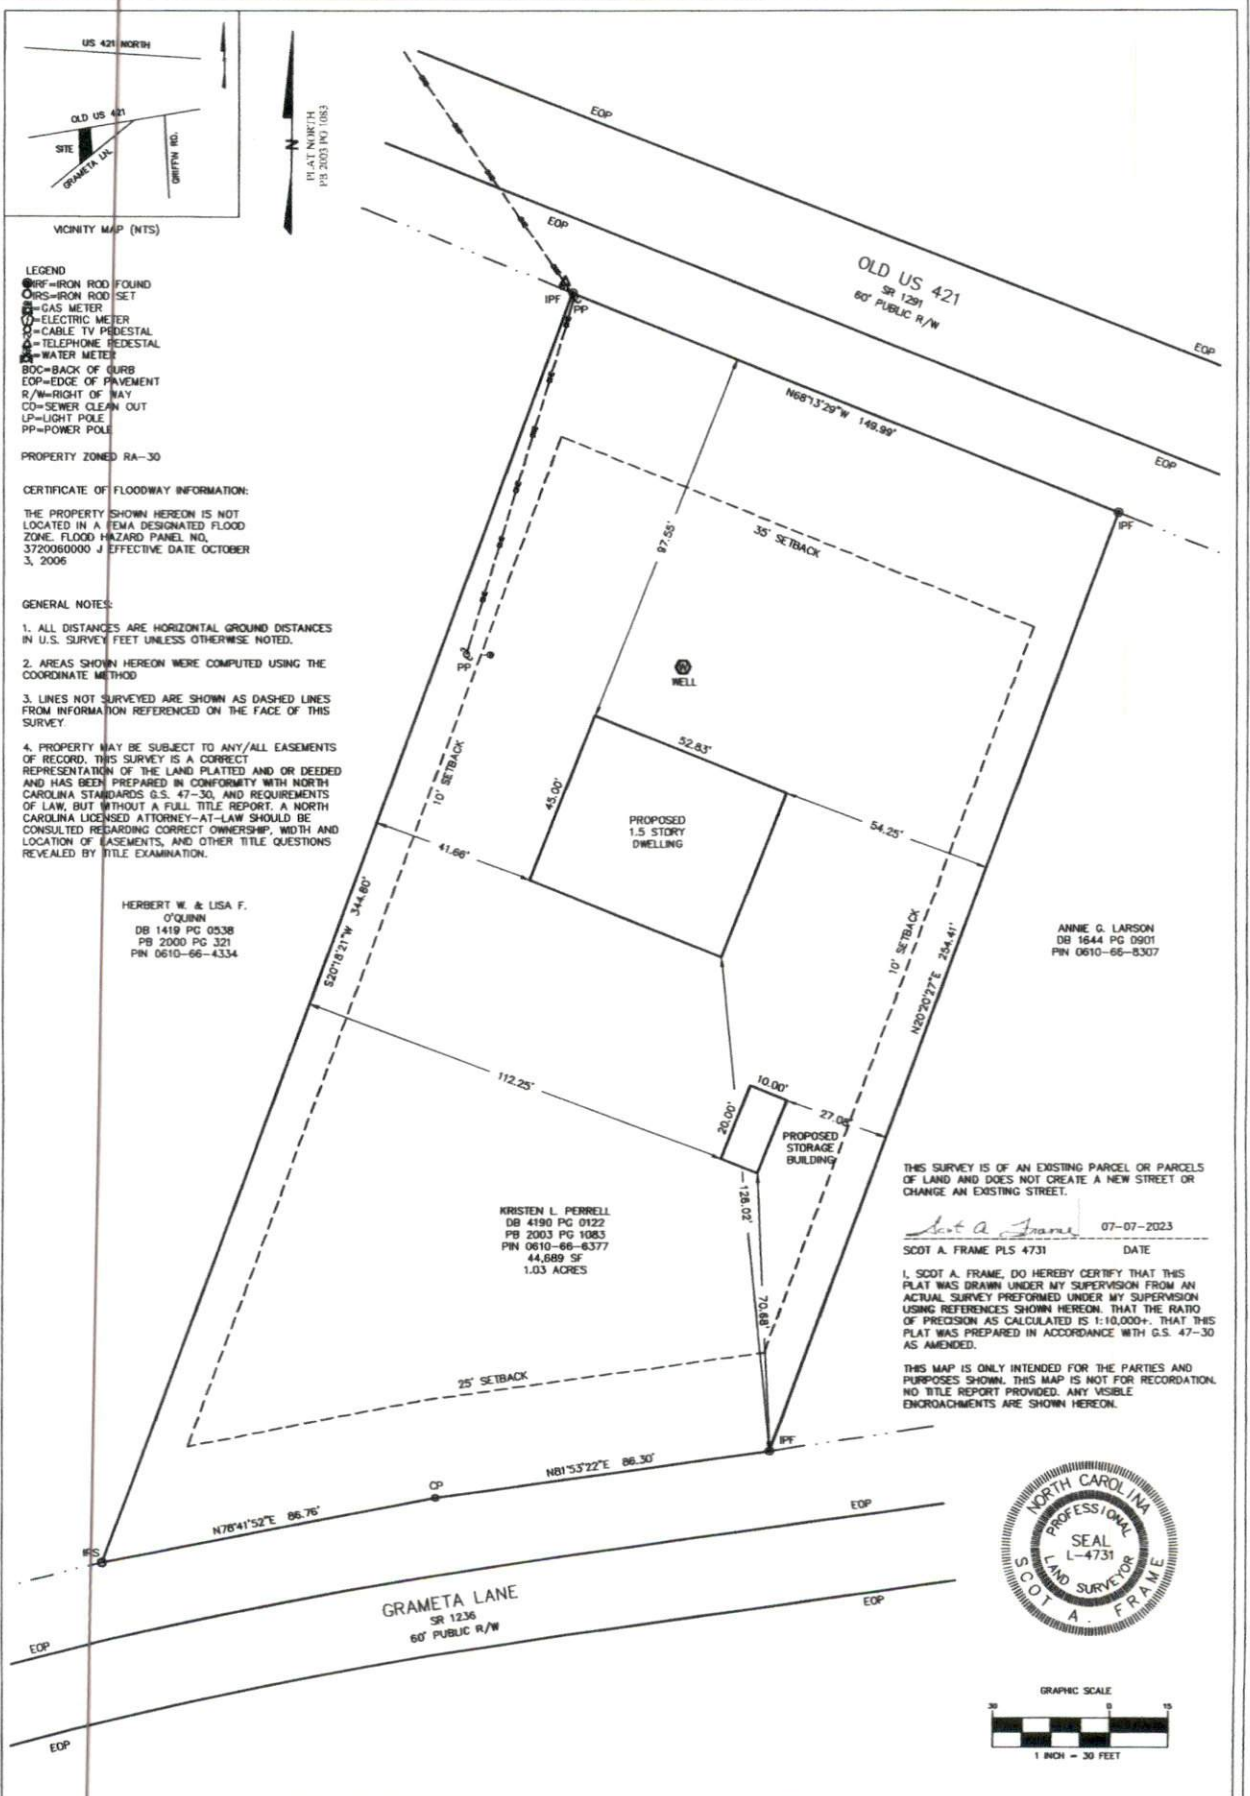 US 421 NORTH
OLD US 421
SITE
GRAMETA LN.
GRIFFIN RD.
VICINITY MAP (NTS)
N
PLAT NORTH
PB 2003 PG 1083
LEGEND
IRF=IRON ROD FOUND
IRS=IRON ROD SET
=GAS METER
=ELECTRIC METER
=CABLE TV PEDESTAL
=TELEPHONE PEDESTAL
=WATER METER
BOC=BACK OF CURB
EOP=EDGE OF PAVEMENT
R/W=RIGHT OF WAY
CO=SEWER CLEAN OUT
LP=LIGHT POLE
PP=POWER POLE
PROPERTY ZONED RA-30
CERTIFICATE OF FLOODWAY INFORMATION:
THE PROPERTY SHOWN HEREON IS NOT
LOCATED IN A FEMA DESIGNATED FLOOD
ZONE. FLOOD HAZARD PANEL NO.
3720060000 J EFFECTIVE DATE OCTOBER
3, 2006
GENERAL NOTES:
1. ALL DISTANCES ARE HORIZONTAL GROUND DISTANCES
IN U.S. SURVEY FEET UNLESS OTHERWISE NOTED.
2. AREAS SHOWN HEREON WERE COMPUTED USING THE
COORDINATE METHOD
3. LINES NOT SURVEYED ARE SHOWN AS DASHED LINES
FROM INFORMATION REFERENCED ON THE FACE OF THIS
SURVEY.
4. PROPERTY MAY BE SUBJECT TO ANY/ALL EASEMENTS
OF RECORD. THIS SURVEY IS A CORRECT
REPRESENTATION OF THE LAND PLATTED AND OR DEEDED
AND HAS BEEN PREPARED IN CONFORMITY WITH NORTH
CAROLINA STANDARDS G.S. 47-30, AND REQUIREMENTS
OF LAW, BUT WITHOUT A FULL TITLE REPORT. A NORTH
CAROLINA LICENSED ATTORNEY-AT-LAW SHOULD BE
CONSULTED REGARDING CORRECT OWNERSHIP, WIDTH AND
LOCATION OF EASEMENTS, AND OTHER TITLE QUESTIONS
REVEALED BY TITLE EXAMINATION.
HERBERT W. & LISA F.
O'QUINN
DB 1419 PG 0538
PB 2000 PG 321
PIN 0610-66-4334
EOP
EOP
OLD US 421
SR 1291
60' PUBLIC R/W
EOP
EOP
IPF
PP
N68°13'29"W 149.99'
IPF
35' SETBACK
97.55'
PP
WELL
10' SETBACK
52.83'
45.00'
PROPOSED
1.5 STORY
DWELLING
54.25'
41.66'
S20°18'21"W 344.80'
10' SETBACK
N20°20'27"E 254.41'
ANNIE G. LARSON
DB 1644 PG 0901
PIN 0610-66-8307
112.25'
10.00'
20.00'
27.08'
PROPOSED
STORAGE
BUILDING
128.02'
70.68'
KRISTEN L. PERRELL
DB 4190 PG 0122
PB 2003 PG 1083
PIN 0610-66-6377
44,689 SF
1.03 ACRES
25' SETBACK
IPF
N81°53'22"E 86.30'
CP
N78°41'52"E 86.76'
IRS
EOP
GRAMETA LANE
SR 1236
60' PUBLIC R/W
EOP
EOP
EOP
THIS SURVEY IS OF AN EXISTING PARCEL OR PARCELS
OF LAND AND DOES NOT CREATE A NEW STREET OR
CHANGE AN EXISTING STREET.
Scot A Frame 07-07-2023
SCOT A. FRAME PLS 4731 DATE
I, SCOT A. FRAME, DO HEREBY CERTIFY THAT THIS
PLAT WAS DRAWN UNDER MY SUPERVISION FROM AN
ACTUAL SURVEY PREFORMED UNDER MY SUPERVISION
USING REFERENCES SHOWN HEREON. THAT THE RATIO
OF PRECISION AS CALCULATED IS 1:10,000+. THAT THIS
PLAT WAS PREPARED IN ACCORDANCE WITH G.S. 47-30
AS AMENDED.
THIS MAP IS ONLY INTENDED FOR THE PARTIES AND
PURPOSES SHOWN. THIS MAP IS NOT FOR RECORDATION.
NO TITLE REPORT PROVIDED. ANY VISIBLE
ENCROACHMENTS ARE SHOWN HEREON.
NORTH CAROLINA
PROFESSIONAL
SEAL
L-4731
LAND SURVEYOR
SCOT A. FRAME
GRAPHIC SCALE
30 0 15
1 INCH = 30 FEET